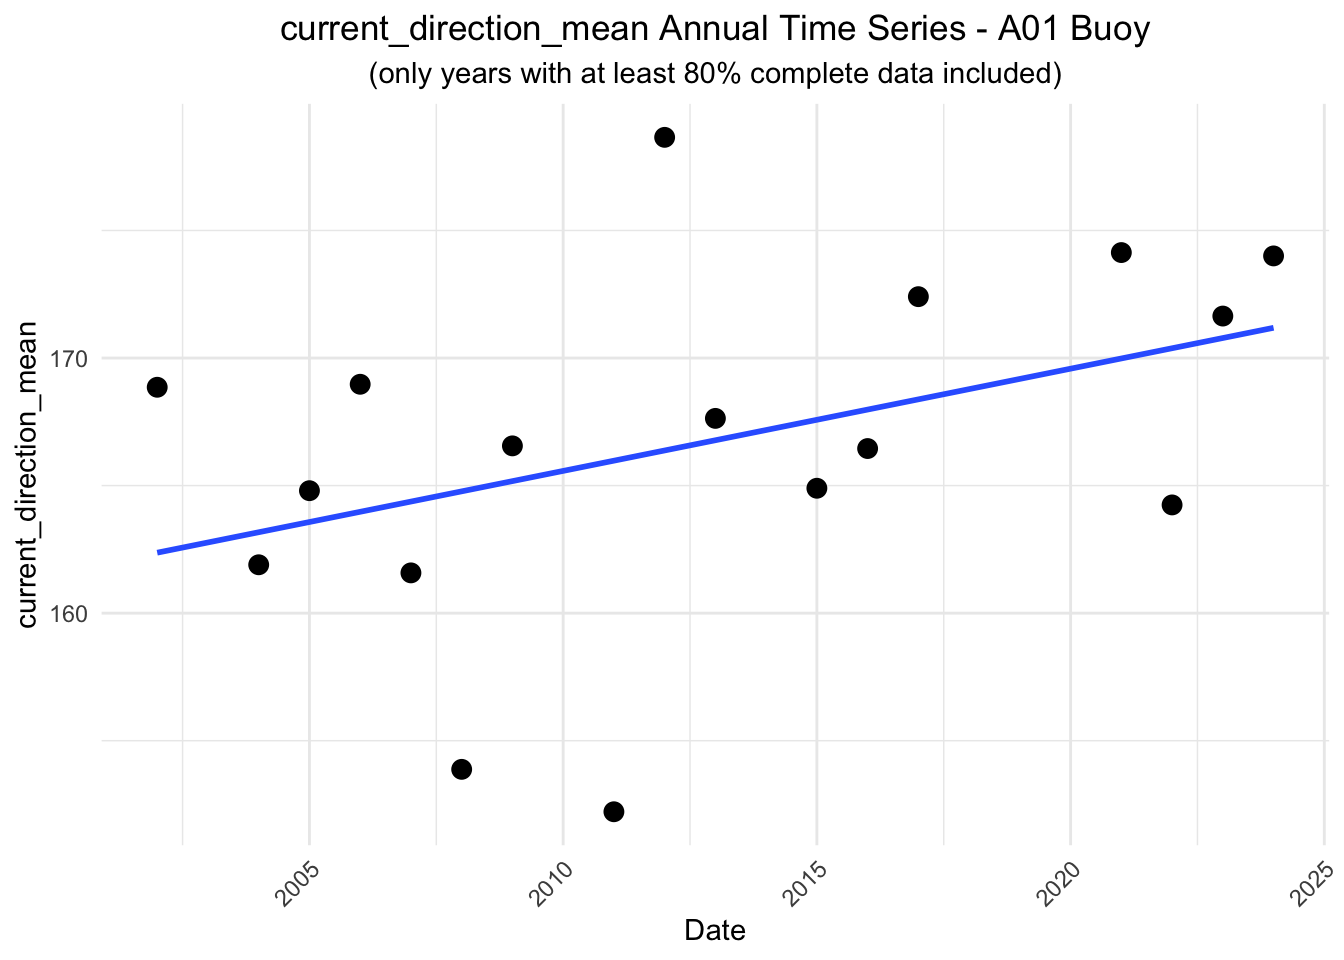 current_direction_mean Annual Time Series - A01 Buoy
(only years with at least 80% complete data included)
current_direction_mean
170
160
2005
2010
2015
2020
2025
Date